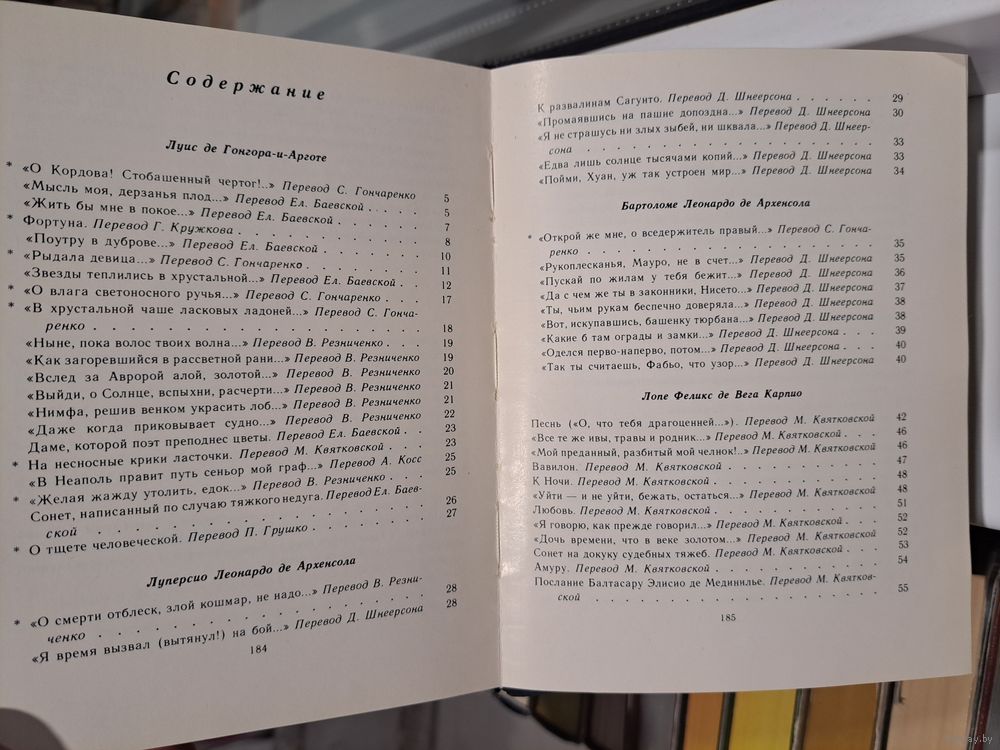 Содержание
Луис де Гонгора-и-Арготе
* «О Кордова! Стобашенный чертог!..» Перевод С. Гончаренко 5
«Мысль моя, дерзанья плод...» Перевод Ел. Баевской . . . . 5
«Жить бы мне в покое...» Перевод Ел. Баевской . . . . . 7
* Фортуна. Перевод Г. Кружкова . . . . . . . . . . 8
«Поутру в дуброве...» Перевод Ел. Баевской . . . . . . 10
* «Рыдала девица...» Перевод С. Гончаренко . . . . . . . 11
«Звезды теплились в хрустальной...» Перевод Ел. Баевской . . 12
* «О влага светоносного ручья...» Перевод С. Гончаренко . . . 17
* «В хрустальной чаше ласковых ладоней...» Перевод С. Гонча-
ренко . . . . . . . . . . . . . . . . . 18
«Ныне, пока волос твоих волна...» Перевод В. Резниченко . . . 19
«Как загоревшийся в рассветной рани...» Перевод В. Резниченко 19
«Вслед за Авророй алой, золотой...» Перевод В. Резниченко 20
«Выйди, о Солнце, вспыхни, расчерти...» Перевод В. Резниченко 21
«Нимфа, решив венком украсить лоб...» Перевод В. Резниченко 21
«Даже когда приковывает судно...» Перевод В. Резниченко 22
Даме, которой поэт преподнес цветы. Перевод Ел. Баевской . . 23
* На несносные крики ласточки. Перевод М. Квятковской . . 23
«В Неаполь правит путь сеньор мой граф...» Перевод А. Косс 25
* «Желая жажду утолить, едок...» Перевод В. Резниченко . . . 25
Сонет, написанный по случаю тяжкого недуга. Перевод Ел. Баев-
ской . . . . . . . . . . . . . . . . . 26
* О тщете человеческой. Перевод П. Грушко . . . . . . . 27
Луперсио Леонардо де Архенсола
* «О смерти отблеск, злой кошмар, не надо...» Перевод В. Резни-
ченко . . . . . . . . . . . . . . . . . 28
«Я время вызвал (вытянул!) на бой...» Перевод Д. Шнеерсона 28
184
К развалинам Сагунто. Перевод Д. Шнеерсона . . . . . . 29
«Промаявшись на пашне допоздна...» Перевод Д. Шнеерсона 30
«Я не страшусь ни злых зыбей, ни шквала...» Перевод Д. Шнеер-
сона . . . . . . . . . . . . . . . . . 33
«Едва лишь солнце тысячами копий...» Перевод Д. Шнеерсона 33
«Пойми, Хуан, уж так устроен мир...» Перевод Д. Шнеерсона 34
Бартоломе Леонардо де Архенсола
* «Открой же мне, о вседержитель правый...» Перевод С. Гонча-
ренко . . . . . . . . . . . . . . . . . 35
«Рукоплесканья, Мауро, не в счет...» Перевод Д. Шнеерсона 35
«Пускай по жилам у тебя бежит...» Перевод Д. Шнеерсона 36
«Да с чем же ты в законники, Нисето...» Перевод Д. Шнеерсона 37
«Ты, чьим рукам беспечно доверяла...» Перевод Д. Шнеерсона 38
«Вот, искупавшись, башенку тюрбана...» Перевод Д. Шнеерсона 38
«Какие б там ограды и замки...» Перевод Д. Шнеерсона . . . 39
«Оделся перво-наперво, потом...» Перевод Д. Шнеерсона . . . 40
«Так ты считаешь, Фабьо, что узор...» Перевод Д. Шнеерсона 40
Лопе Феликс де Вега Карпио
Песнь («О, что тебя драгоценней...»). Перевод М. Квятковской 42
«Все те же ивы, травы и родник...» Перевод М. Квятковской . . 46
«Мой преданный, разбитый мой челнок!..» Перевод М. Квятковской 46
Вавилон. Перевод М. Квятковской . . . . . . . . . . 47
К Ночи. Перевод М. Квятковской . . . . . . . . . . 48
«Уйти — и не уйти, бежать, остаться...» Перевод М. Квятковской 48
Любовь. Перевод М. Квятковской . . . . . . . . . . 51
«Я говорю, как прежде говорил...» Перевод М. Квятковской . . . 52
«Дочь времени, что в веке золотом...» Перевод М. Квятковской 52
Сонет на докуку судебных тяжеб. Перевод М. Квятковской . . . 53
Амуру. Перевод М. Квятковской . . . . . . . . . . 54
Послание Балтасару Элисио де Мединилье. Перевод М. Квятков-
ской . . . . . . . . . . . . . . . . . 55
185